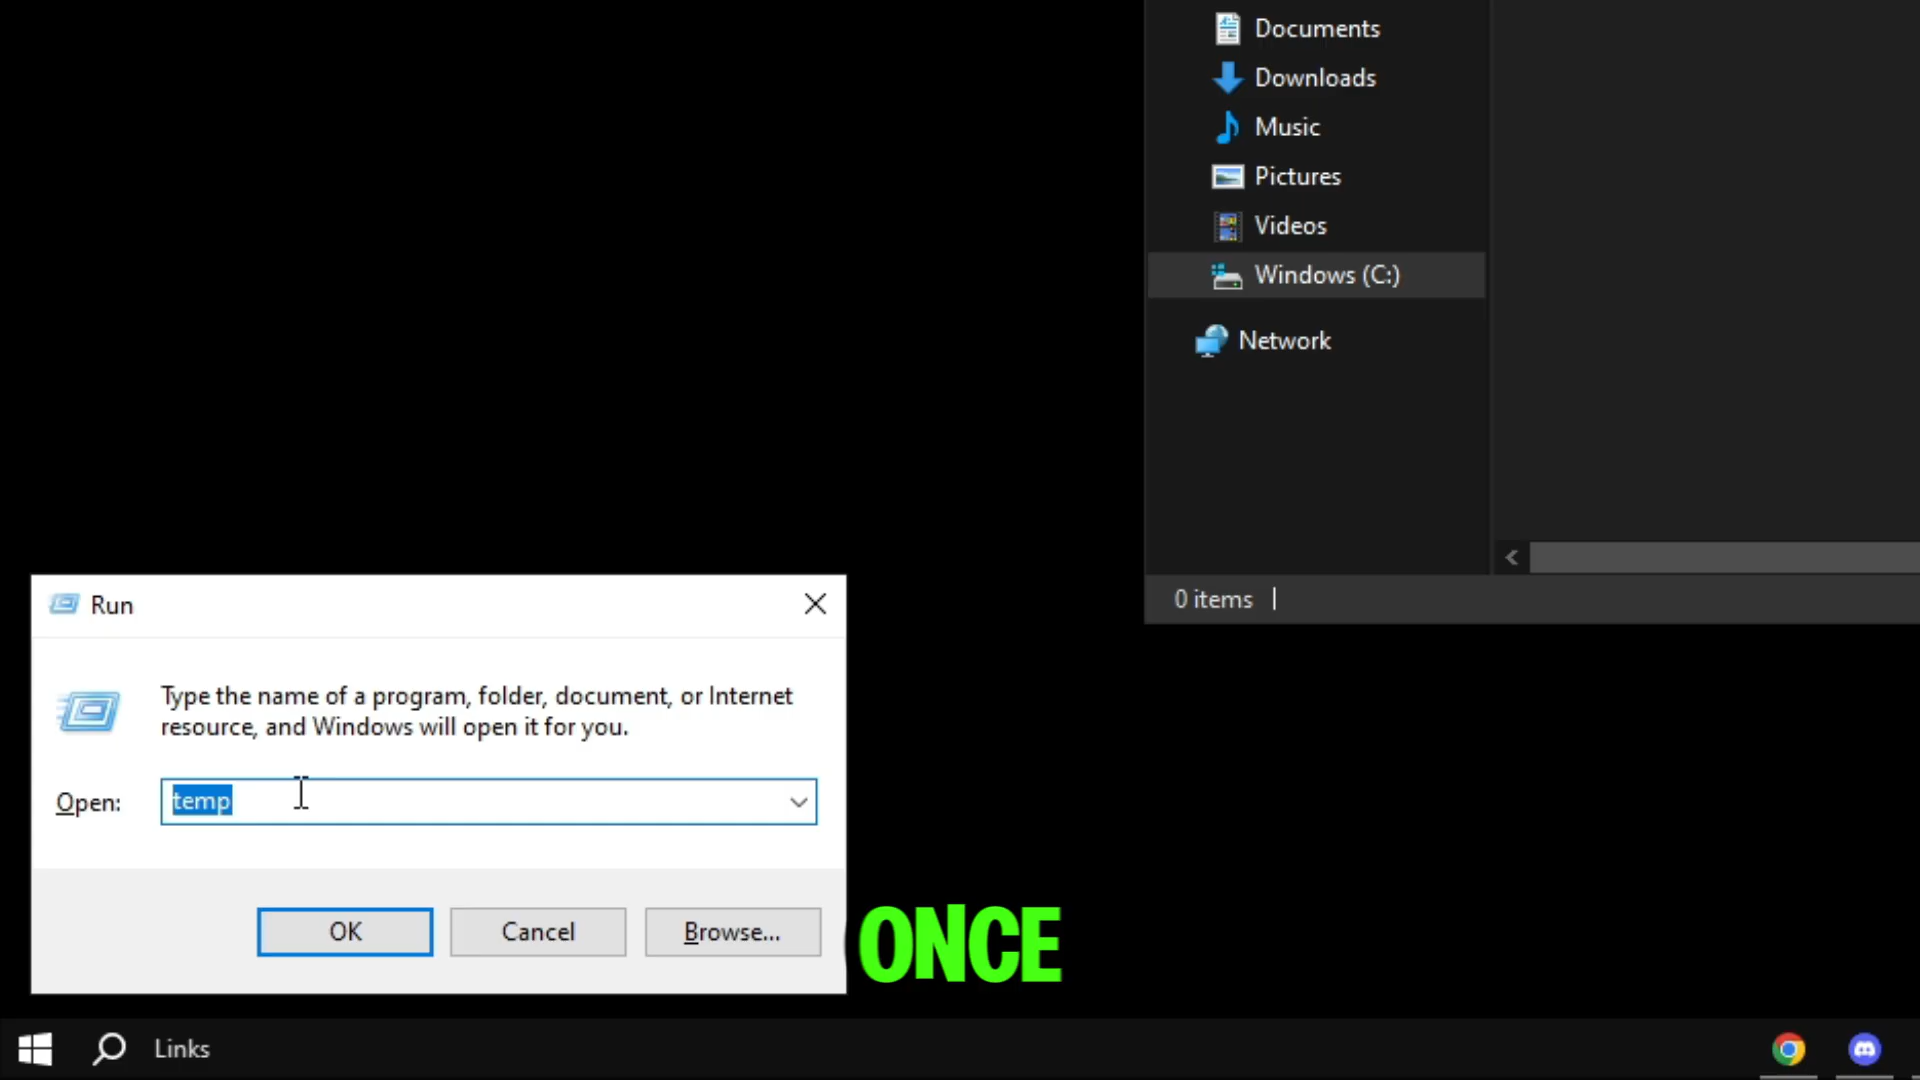 Documents
Downloads
Music
Pictures
Videos
Windows (C:)
Network
0 items
Run
Type the name of a program, folder, document, or Internet
resource, and Windows will open it for you.
Open: temp
OK Cancel Browse...
ONCE
Links